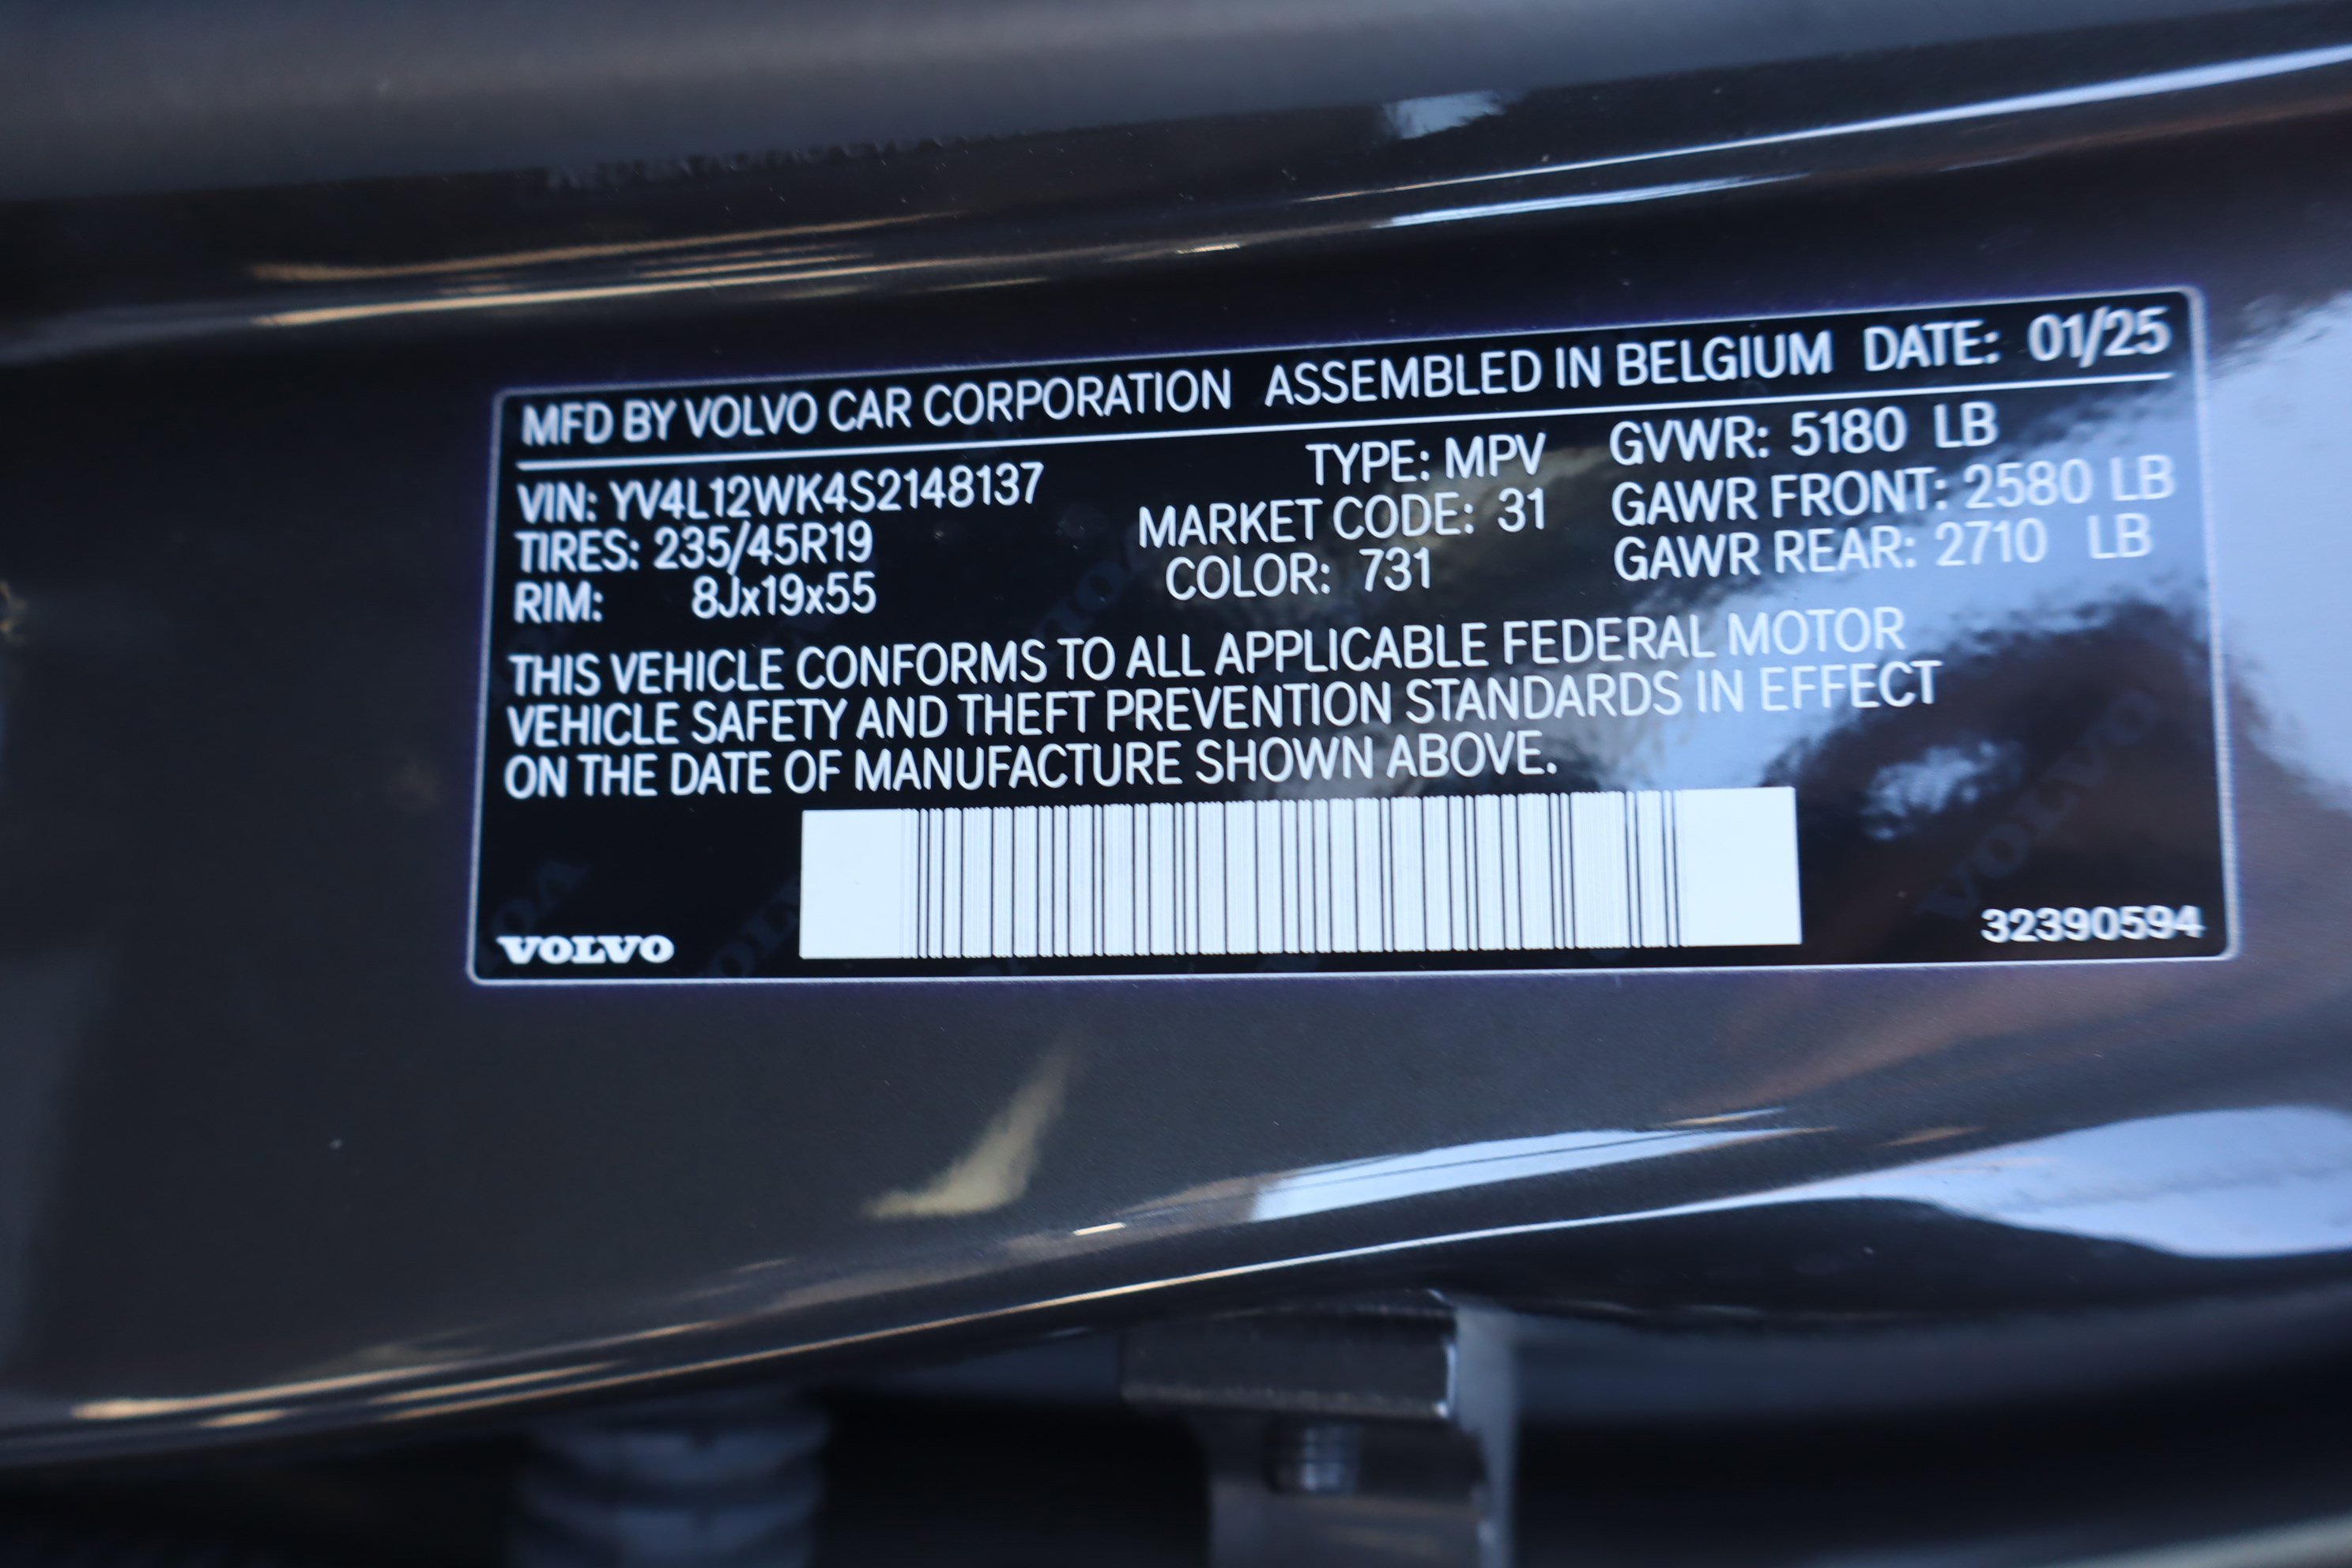 MFD BY VOLVO CAR CORPORATION ASSEMBLED IN BELGIUM DATE: 01/25
VIN: YV4L12WK4S2148137 TYPE: MPV GVWR: 5180 LB
TIRES: 235/45R19 MARKET CODE: 31 GAWR FRONT: 2580 LB
RIM: 8Jx19x55 COLOR: 731 GAWR REAR: 2710 LB
THIS VEHICLE CONFORMS TO ALL APPLICABLE FEDERAL MOTOR
VEHICLE SAFETY AND THEFT PREVENTION STANDARDS IN EFFECT
ON THE DATE OF MANUFACTURE SHOWN ABOVE.
VOLVO 32390594